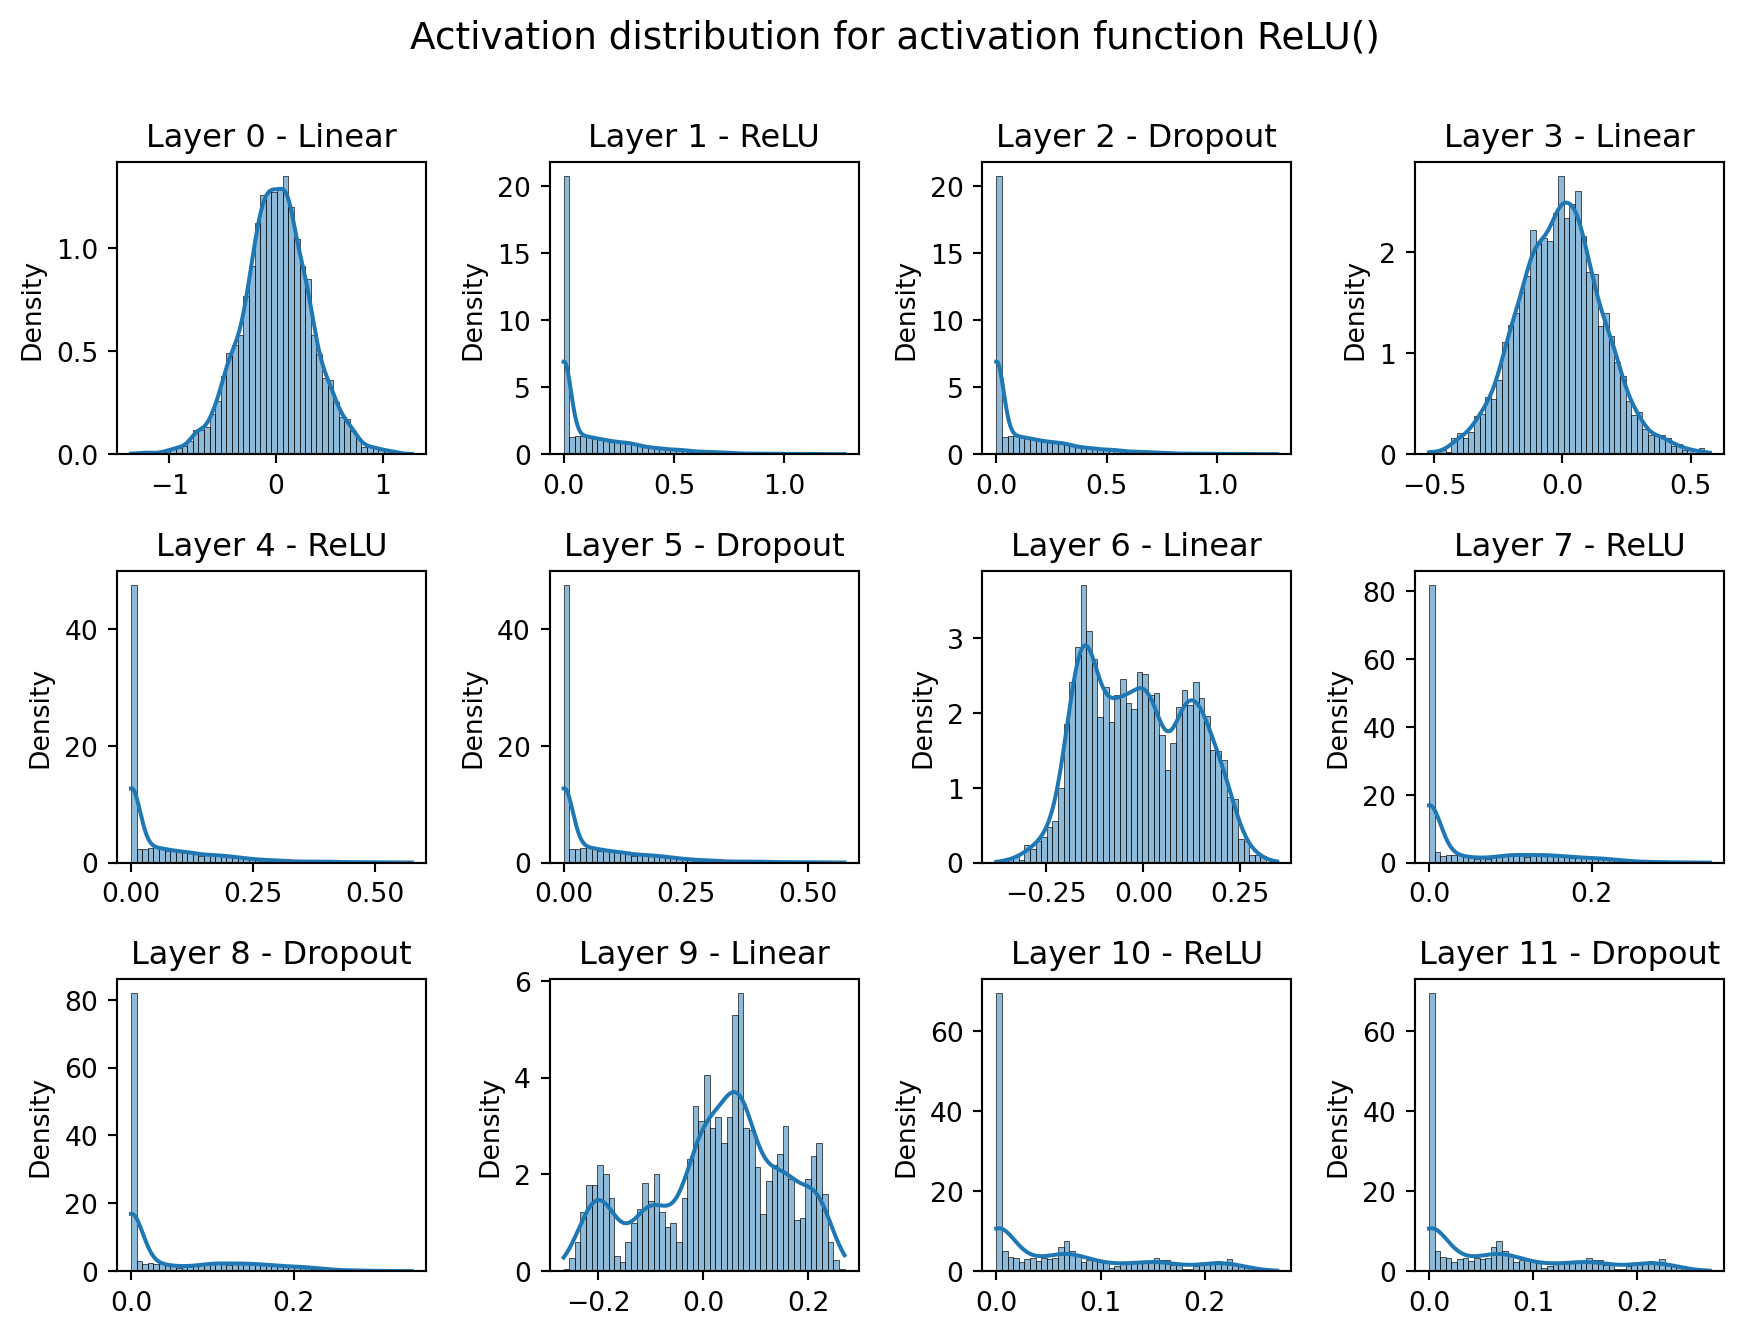 Activation distribution for activation function ReLU()
Layer 0 - Linear
Layer 1 - ReLU
Layer 2 - Dropout
Layer 3 - Linear
Density
1.0
0.5
0.0
−1 0 1
Density
20
15
10
5
0
0.0 0.5 1.0
Density
20
15
10
5
0
0.0 0.5 1.0
Density
2
1
0
−0.5 0.0 0.5
Layer 4 - ReLU
Layer 5 - Dropout
Layer 6 - Linear
Layer 7 - ReLU
Density
40
20
0
0.00 0.25 0.50
Density
40
20
0
0.00 0.25 0.50
Density
3
2
1
0
−0.25 0.00 0.25
Density
80
60
40
20
0
0.0 0.2
Layer 8 - Dropout
Layer 9 - Linear
Layer 10 - ReLU
Layer 11 - Dropout
Density
80
60
40
20
0
0.0 0.2
Density
6
4
2
0
−0.2 0.0 0.2
Density
60
40
20
0
0.0 0.1 0.2
Density
60
40
20
0
0.0 0.1 0.2